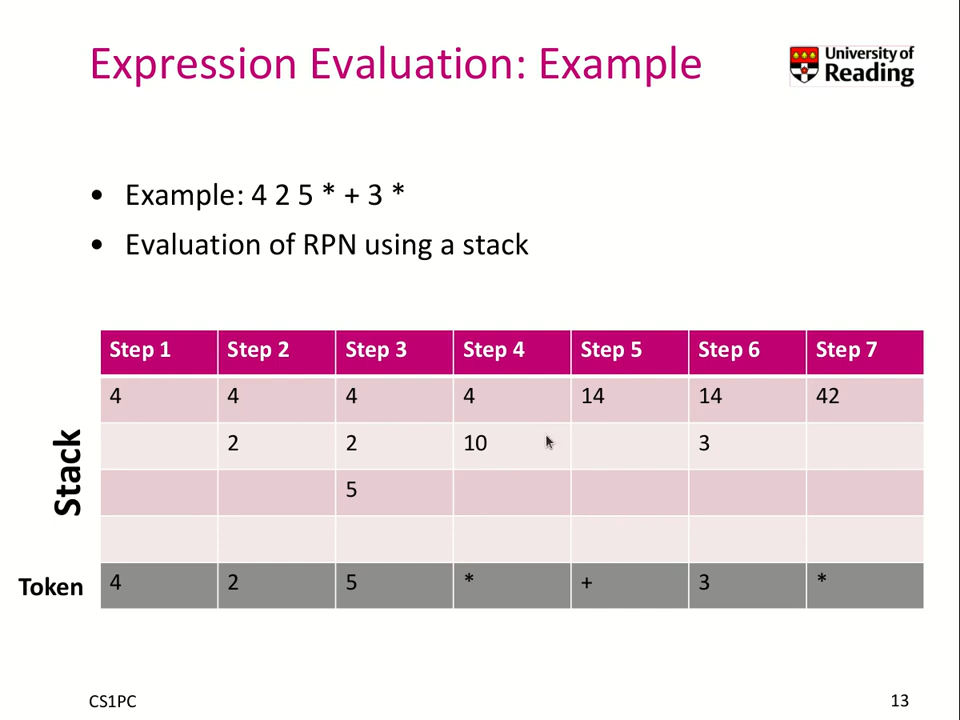 Expression Evaluation: Example
University of
Reading
• Example: 4 2 5 * + 3 *
• Evaluation of RPN using a stack
Step 1 Step 2 Step 3 Step 4 Step 5 Step 6 Step 7
4 4 4 4 14 14 42
2 2 10 3
5
Stack
Token 4 2 5 * + 3 *
CS1PC 13